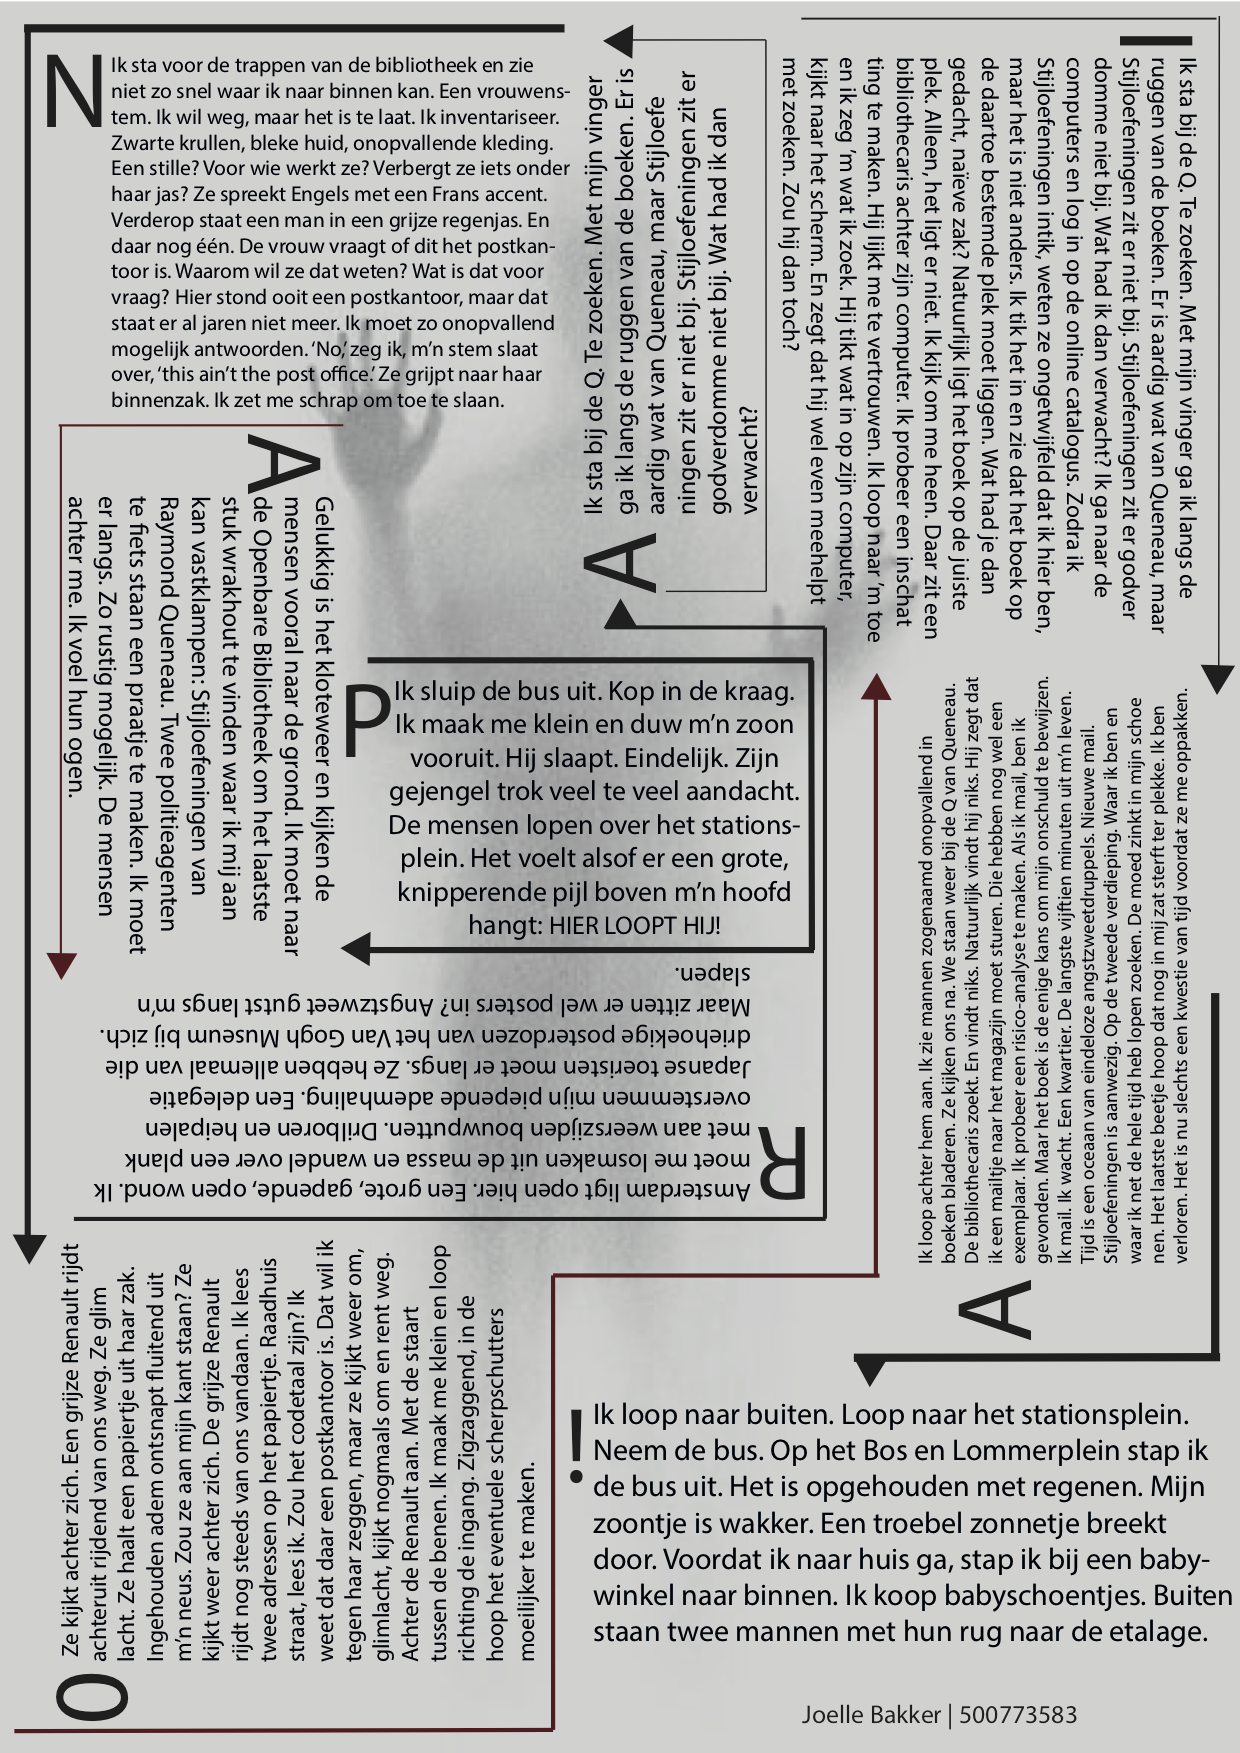 P
Ik sluip de bus uit. Kop in de kraag.
Ik maak me klein en duw m’n zoon
vooruit. Hij slaapt. Eindelijk. Zijn
gejengel trok veel te veel aandacht.
De mensen lopen over het stations-
plein. Het voelt alsof er een grote,
knipperende pijl boven m’n hoofd
hangt: HIER LOOPT HIJ!
A
Gelukkig is het kloteweer en kijken de
mensen vooral naar de grond. Ik moet naar
de Openbare Bibliotheek om het laatste
stuk wrakhout te vinden waar ik mij aan
kan vastklampen: Stijloefeningen van
Raymond Queneau. Twee politieagenten
te fiets staan een praatje te maken. Ik moet
er langs. Zo rustig mogelijk. De mensen
achter me. Ik voel hun ogen.
R
Amsterdam ligt open hier. Een grote, gapende, open wond. Ik
moet me losmaken uit de massa en wandel over een plank
met aan weerszijden bouwputten. Drilboren en heipalen
overstemmen mijn piepende ademhaling. Een delegatie
Japanse toeristen moet er langs. Ze hebben allemaal van die
driehoekige posterdozen van het Van Gogh Museum bij zich.
Maar zitten er wel posters in? Angstzweet gutst langs m’n
slapen.
A
Ik sta bij de Q. Te zoeken. Met mijn vinger
ga ik langs de ruggen van de boeken. Er is
aardig wat van Queneau, maar Stijloefe
ningen zit er niet bij. Stijloefeningen zit er
godverdomme niet bij. Wat had ik dan
verwacht?
N
Ik sta voor de trappen van de bibliotheek en zie
niet zo snel waar ik naar binnen kan. Een vrouwens-
tem. Ik wil weg, maar het is te laat. Ik inventariseer.
Zwarte krullen, bleke huid, onopvallende kleding.
Een stille? Voor wie werkt ze? Verbergt ze iets onder
haar jas? Ze spreekt Engels met een Frans accent.
Verderop staat een man in een grijze regenjas. En
daar nog één. De vrouw vraagt of dit het postkan-
toor is. Waarom wil ze dat weten? Wat is dat voor
vraag? Hier stond ooit een postkantoor, maar dat
staat er al jaren niet meer. Ik moet zo onopvallend
mogelijk antwoorden. ‘No,’ zeg ik, m’n stem slaat
over, ‘this ain’t the post office.’ Ze grijpt naar haar
binnenzak. Ik zet me schrap om toe te slaan.
O
Ze kijkt achter zich. Een grijze Renault rijdt
achteruit rijdend van ons weg. Ze glim
lacht. Ze haalt een papiertje uit haar zak.
Ingehouden adem ontsnapt fluitend uit
m’n neus. Zou ze aan mijn kant staan? Ze
kijkt weer achter zich. De grijze Renault
rijdt nog steeds van ons vandaan. Ik lees
twee adressen op het papiertje. Raadhuis
straat, lees ik. Zou het codetaal zijn? Ik
weet dat daar een postkantoor is. Dat wil ik
tegen haar zeggen, maar ze kijkt weer om,
glimlacht, kijkt nogmaals om en rent weg.
Achter de Renault aan. Met de staart
tussen de benen. Ik maak me klein en loop
richting de ingang. Zigzaggend, in de
hoop het eventuele scherpschutters
moeilijker te maken.
I
Ik sta bij de Q. Te zoeken. Met mijn vinger ga ik langs de
ruggen van de boeken. Er is aardig wat van Queneau, maar
Stijloefeningen zit er niet bij. Stijloefeningen zit er godver
domme niet bij. Wat had ik dan verwacht? Ik ga naar de
computers en log in op de online catalogus. Zodra ik
Stijloefeningen intik, weten ze ongetwijfeld dat ik hier ben,
maar het is niet anders. Ik tik het in en zie dat het boek op
de daartoe bestemde plek moet liggen. Wat had je dan
gedacht, naïeve zak? Natuurlijk ligt het boek op de juiste
plek. Alleen, het ligt er niet. Ik kijk om me heen. Daar zit een
bibliothecaris achter zijn computer. Ik probeer een inschat
ting te maken. Hij lijkt me te vertrouwen. Ik loop naar ’m toe
en ik zeg ’m wat ik zoek. Hij tikt wat in op zijn computer,
kijkt naar het scherm. En zegt dat hij wel even meehelpt
met zoeken. Zou hij dan toch?
A
Ik loop achter hem aan. Ik zie mannen zogenaamd onopvallend in
boeken bladeren. Ze kijken ons na. We staan weer bij de Q van Queneau.
De bibliothecaris zoekt. En vindt niks. Natuurlijk vindt hij niks. Hij zegt dat
ik een mailtje naar het magazijn moet sturen. Die hebben nog wel een
exemplaar. Ik probeer een risico-analyse te maken. Als ik mail, ben ik
gevonden. Maar het boek is de enige kans om mijn onschuld te bewijzen.
Ik mail. Ik wacht. Een kwartier. De langste vijftien minuten uit m’n leven.
Tijd is een oceaan van eindeloze angstzweetdruppels. Nieuwe mail.
Stijloefeningen is aanwezig. Op de tweede verdieping. Waar ik ben en
waar ik net de hele tijd heb lopen zoeken. De moed zinkt in mijn schoe
nen. Het laatste beetje hoop dat nog in mij zat sterft ter plekke. Ik ben
verloren. Het is nu slechts een kwestie van tijd voordat ze me oppakken.
!
Ik loop naar buiten. Loop naar het stationsplein.
Neem de bus. Op het Bos en Lommerplein stap ik
de bus uit. Het is opgehouden met regenen. Mijn
zoontje is wakker. Een troebel zonnetje breekt
door. Voordat ik naar huis ga, stap ik bij een baby-
winkel naar binnen. Ik koop babyschoentjes. Buiten
staan twee mannen met hun rug naar de etalage.
Joelle Bakker | 500773583